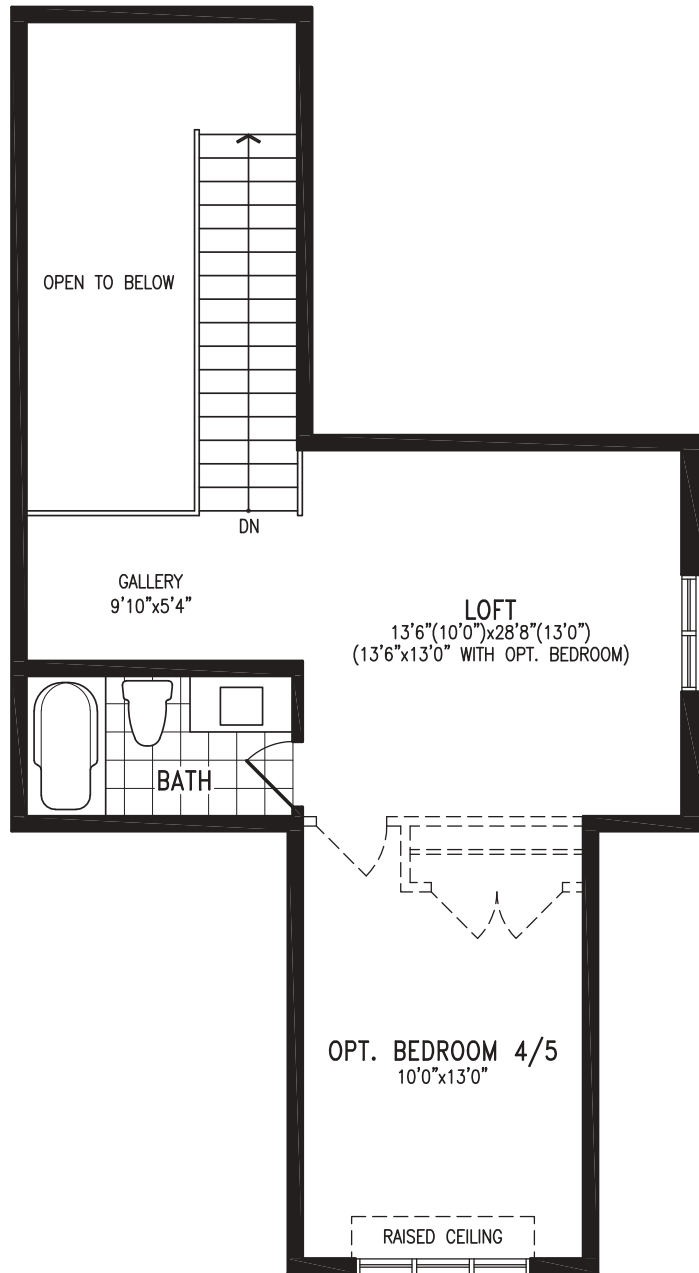 OPEN TO BELOW
DN
GALLERY
9'10"x5'4"
LOFT
13'6"(10'0")x28'8"(13'0")
(13'6"x13'0" WITH OPT. BEDROOM)
BATH
OPT. BEDROOM 4/5
10'0"x13'0"
RAISED CEILING